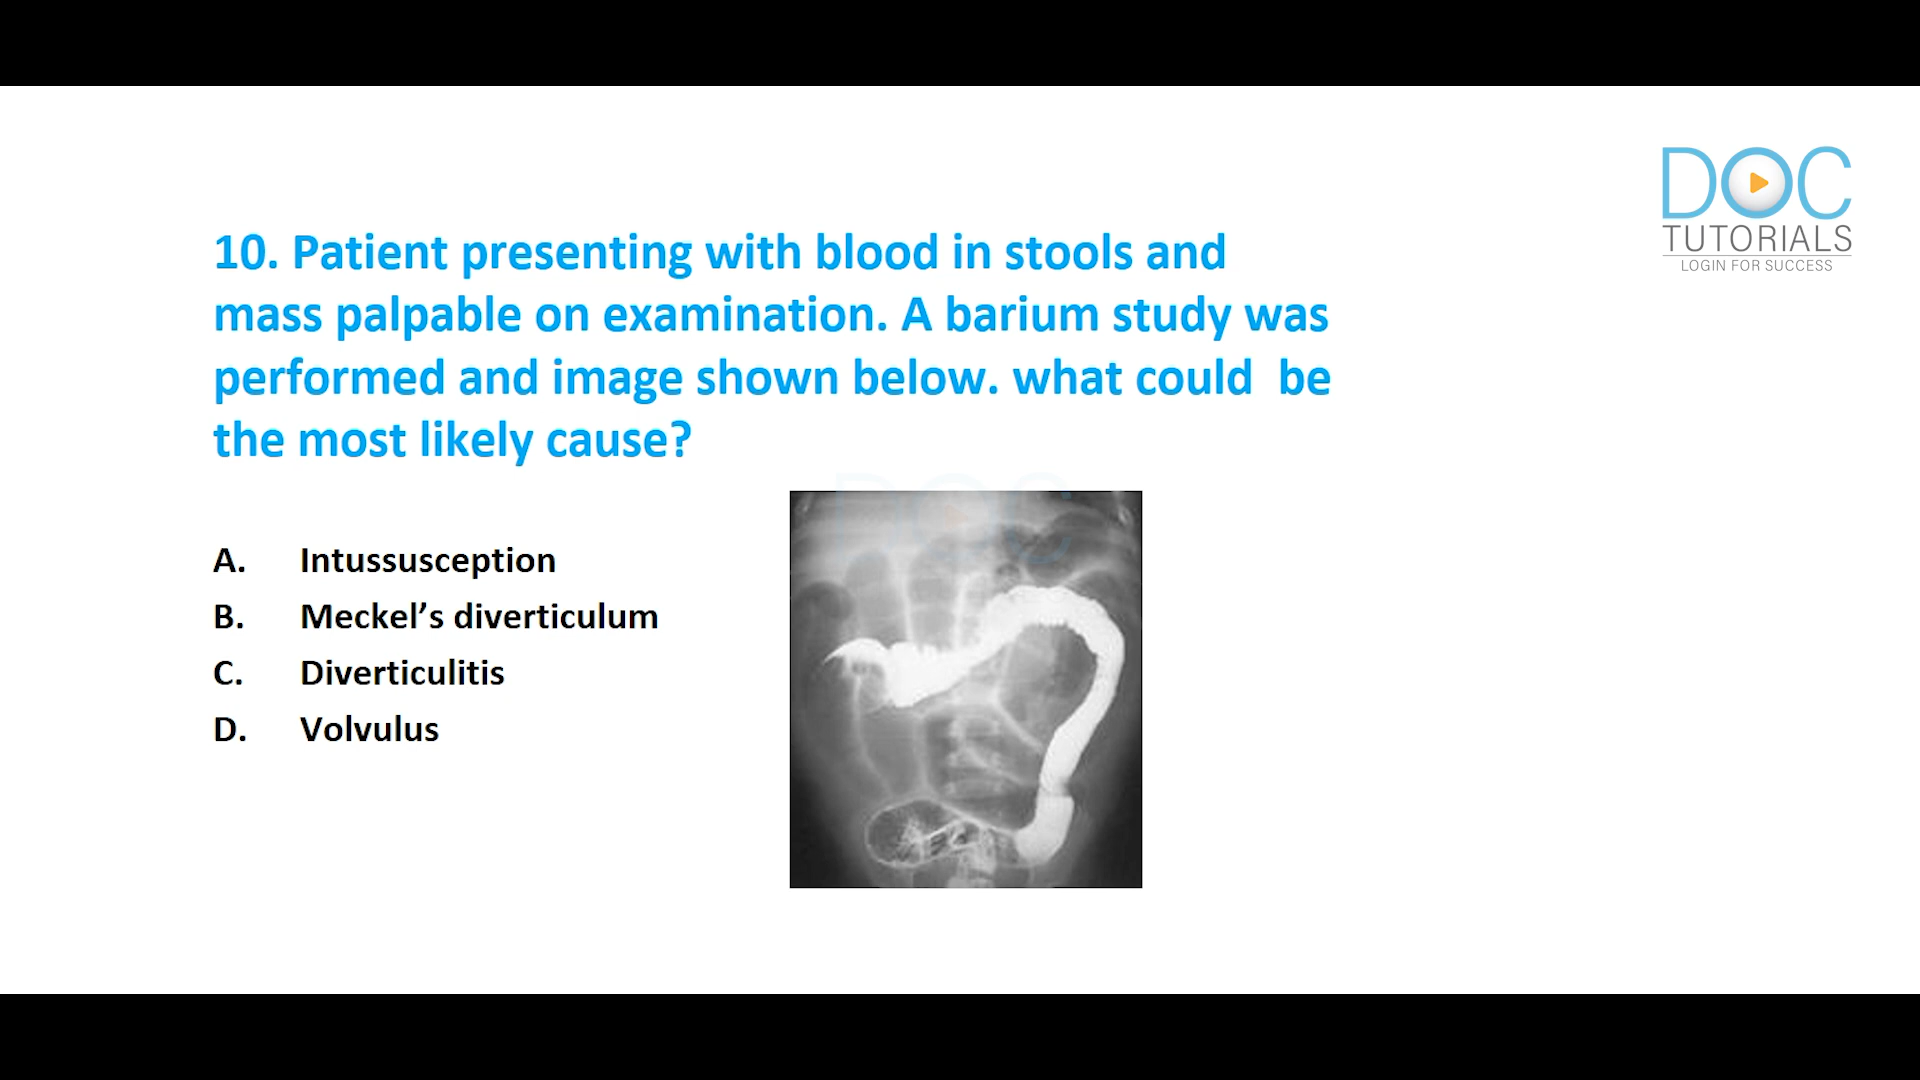 DOC
TUTORIALS
LOGIN FOR SUCCESS
10. Patient presenting with blood in stools and
mass palpable on examination. A barium study was
performed and image shown below. what could  be
the most likely cause?
DOC
A. Intussusception
B. Meckel’s diverticulum
C. Diverticulitis
D. Volvulus